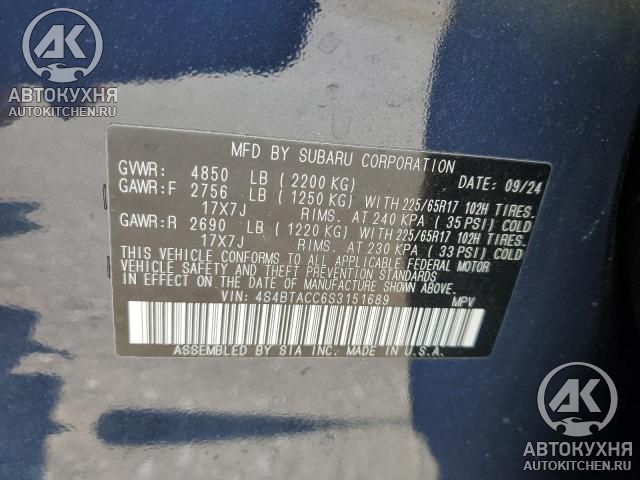 AK
АВТОКУХНЯ
AUTOKITCHEN.RU
MFD BY SUBARU CORPORATION
GVWR: 4850 LB (2200 KG) DATE: 09/24
GAWR:F 2756 LB (1250 KG) WITH 225/65R17 102H TIRES.
17X7J RIMS. AT 240 KPA (35 PSI) COLD
GAWR:R 2690 LB (1220 KG) WITH 225/65R17 102H TIRES.
17X7J RIMS. AT 230 KPA (33 PSI) COLD
THIS VEHICLE CONFORMS TO ALL APPLICABLE FEDERAL MOTOR
VEHICLE SAFETY AND THEFT PREVENTION STANDARDS
IN EFFECT ON THE DATE OF MANUFACTURE SHOWN ABOVE.
VIN: 4S4BTACC6S3151689 MPV
ASSEMBLED BY SIA INC. MADE IN U.S.A.
AK
АВТОКУХНЯ
AUTOKITCHEN.RU